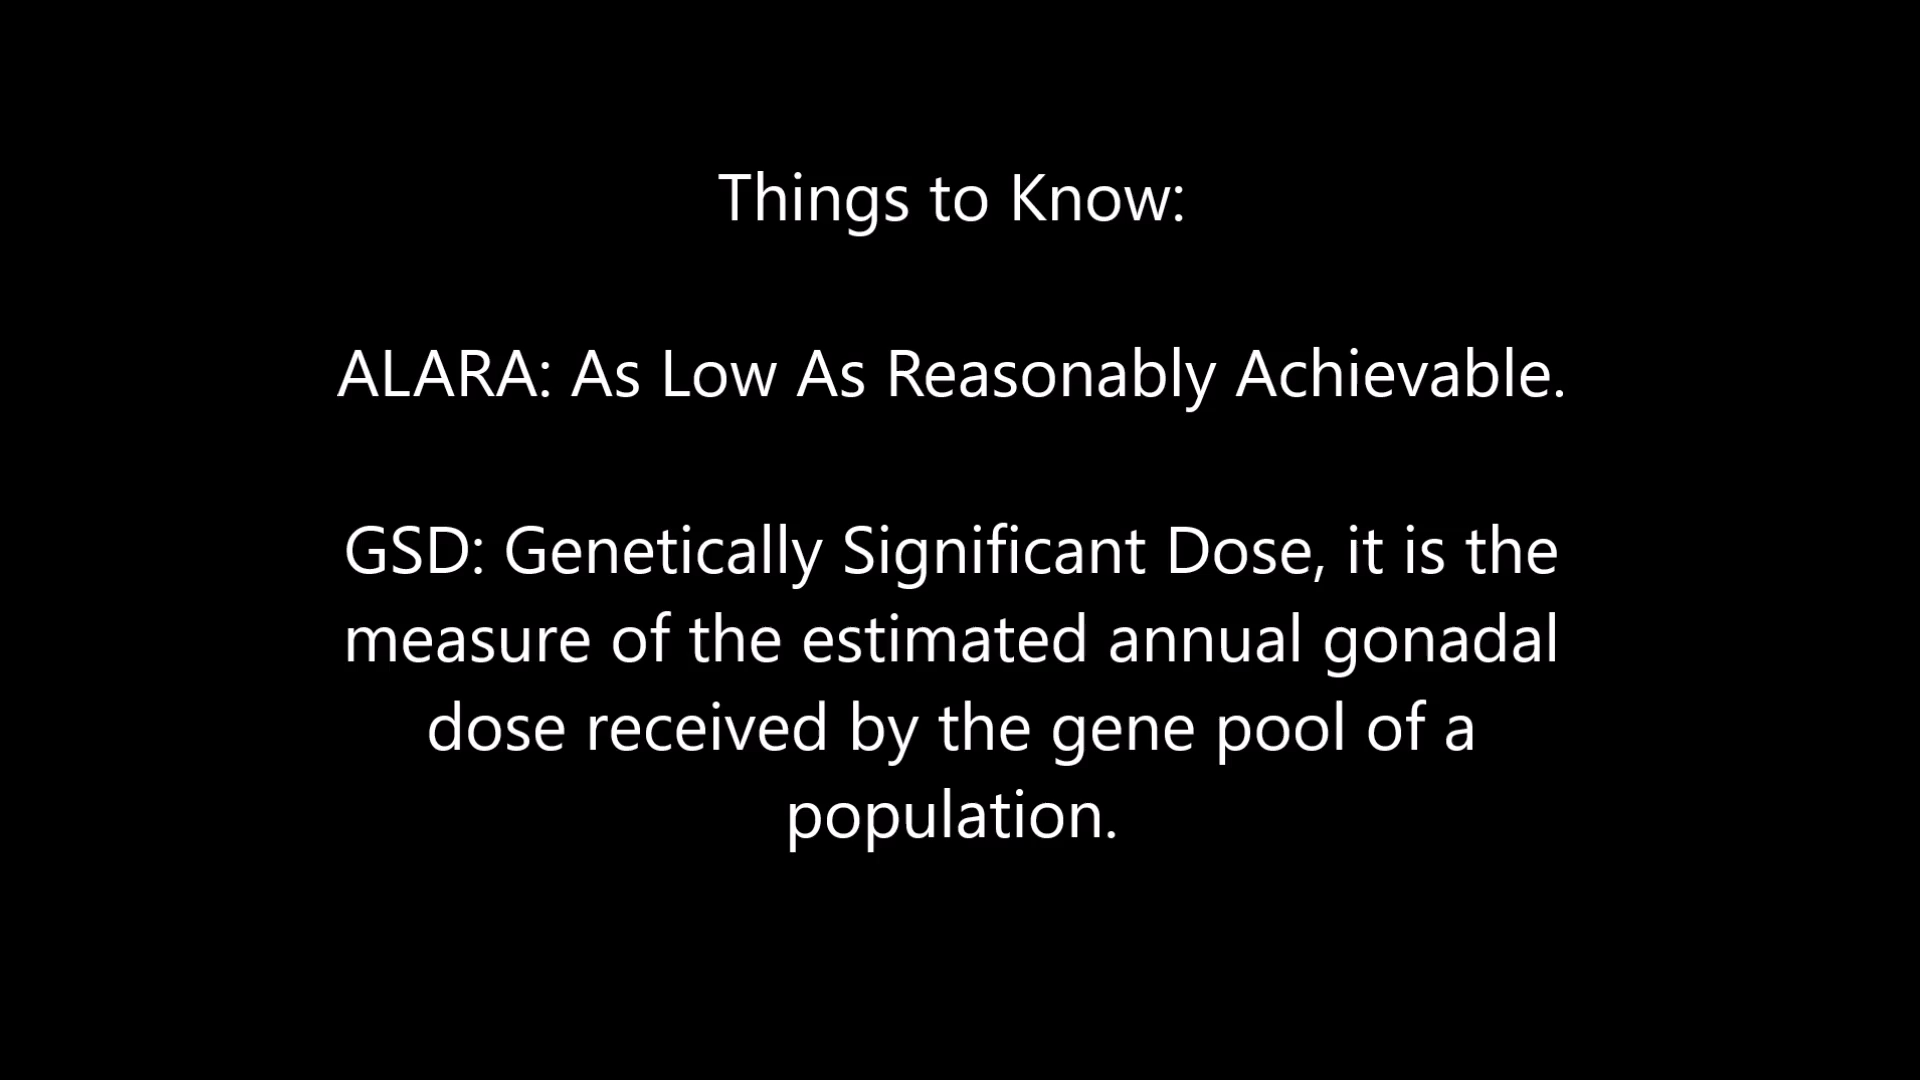 Things to Know:
ALARA: As Low As Reasonably Achievable.
GSD: Genetically Significant Dose, it is the
measure of the estimated annual gonadal
dose received by the gene pool of a
population.